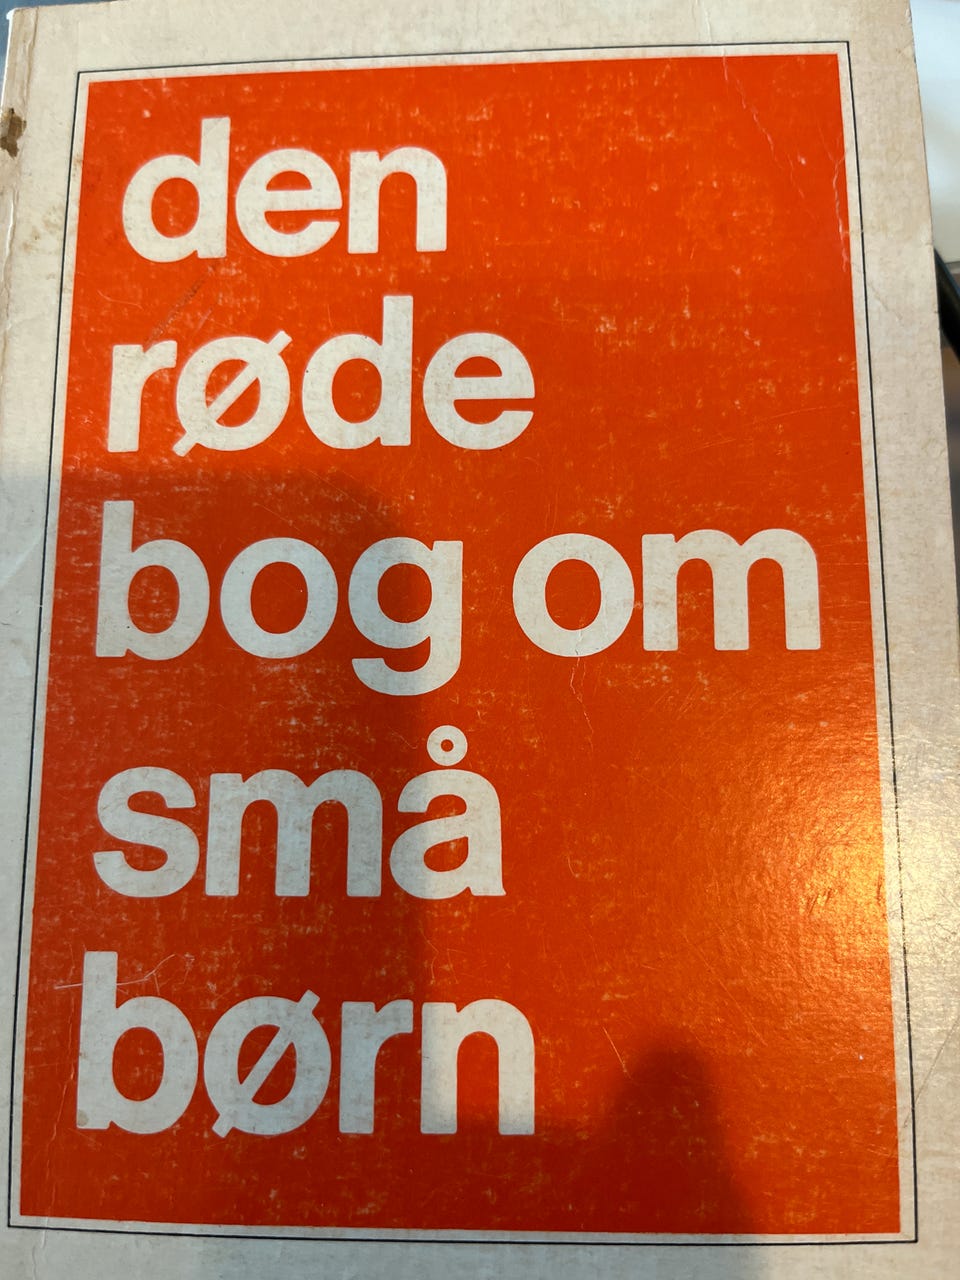 den
røde
bog om
små
børn